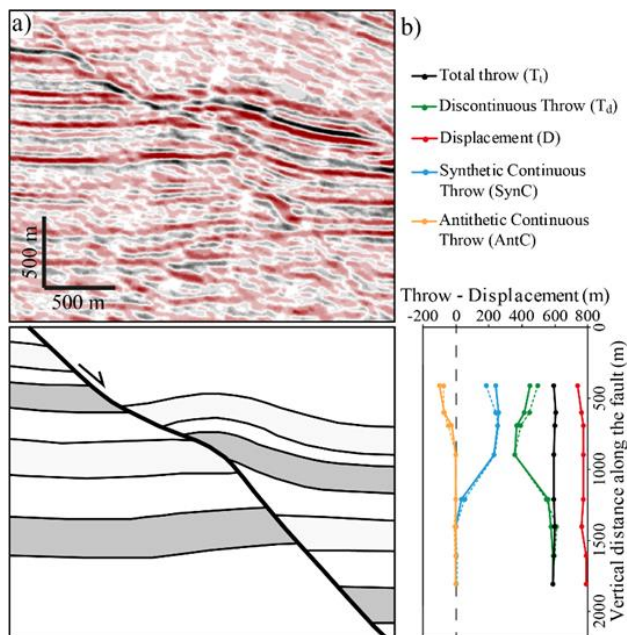 a)
b)
500 m
500 m
Total throw (Tt)
Discontinuous Throw (Td)
Displacement (D)
Synthetic Continuous
Throw (SynC)
Antithetic Continuous
Throw (AntC)
Throw - Displacement (m)
-200 0 200 400 600 800
0
500
1000
1500
2000
Vertical distance along the fault (m)